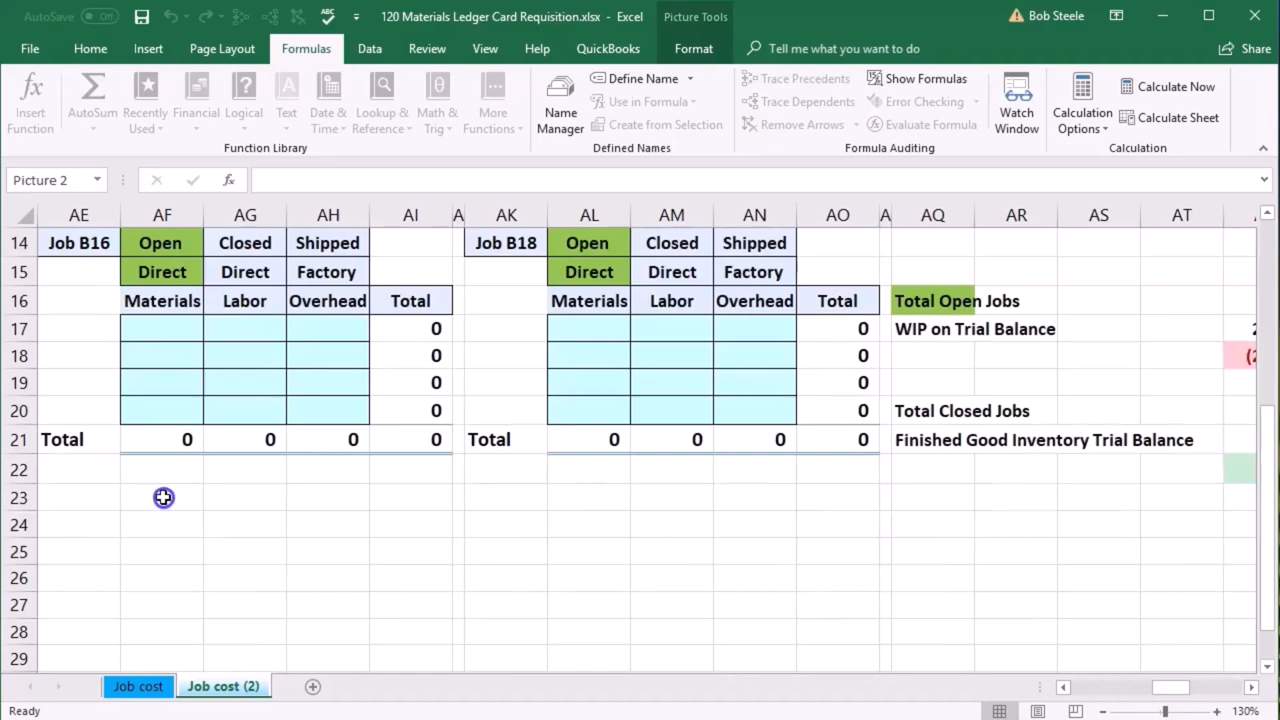 AutoSave Off
ABC
120 Materials Ledger Card Requisition.xlsx - Excel
Picture Tools
Bob Steele
File Home Insert Page Layout Formulas Data Review View Help QuickBooks Format Tell me what you want to do Share
Insert Function
AutoSum
Recently Used
Financial
Logical
Text
Date & Time
Lookup & Reference
Math & Trig
More Functions
Function Library
Name Manager
Define Name
Use in Formula
Create from Selection
Defined Names
Trace Precedents
Trace Dependents
Remove Arrows
Show Formulas
Error Checking
Evaluate Formula
Formula Auditing
Watch Window
Calculation Options
Calculate Now
Calculate Sheet
Calculation
Picture 2
fx
AE AF AG AH AI A AK AL AM AN AO A AQ AR AS AT
14 Job B16 Open Closed Shipped Job B18 Open Closed Shipped
15 Direct Direct Factory Direct Direct Factory
16 Materials Labor Overhead Total Materials Labor Overhead Total Total Open Jobs
17 0 0 WIP on Trial Balance 2
18 0 0 (2
19 0 0
20 0 0 Total Closed Jobs
21 Total 0 0 0 0 Total 0 0 0 0 Finished Good Inventory Trial Balance
22
23
24
25
26
27
28
29
Job cost Job cost (2)
Ready
130%